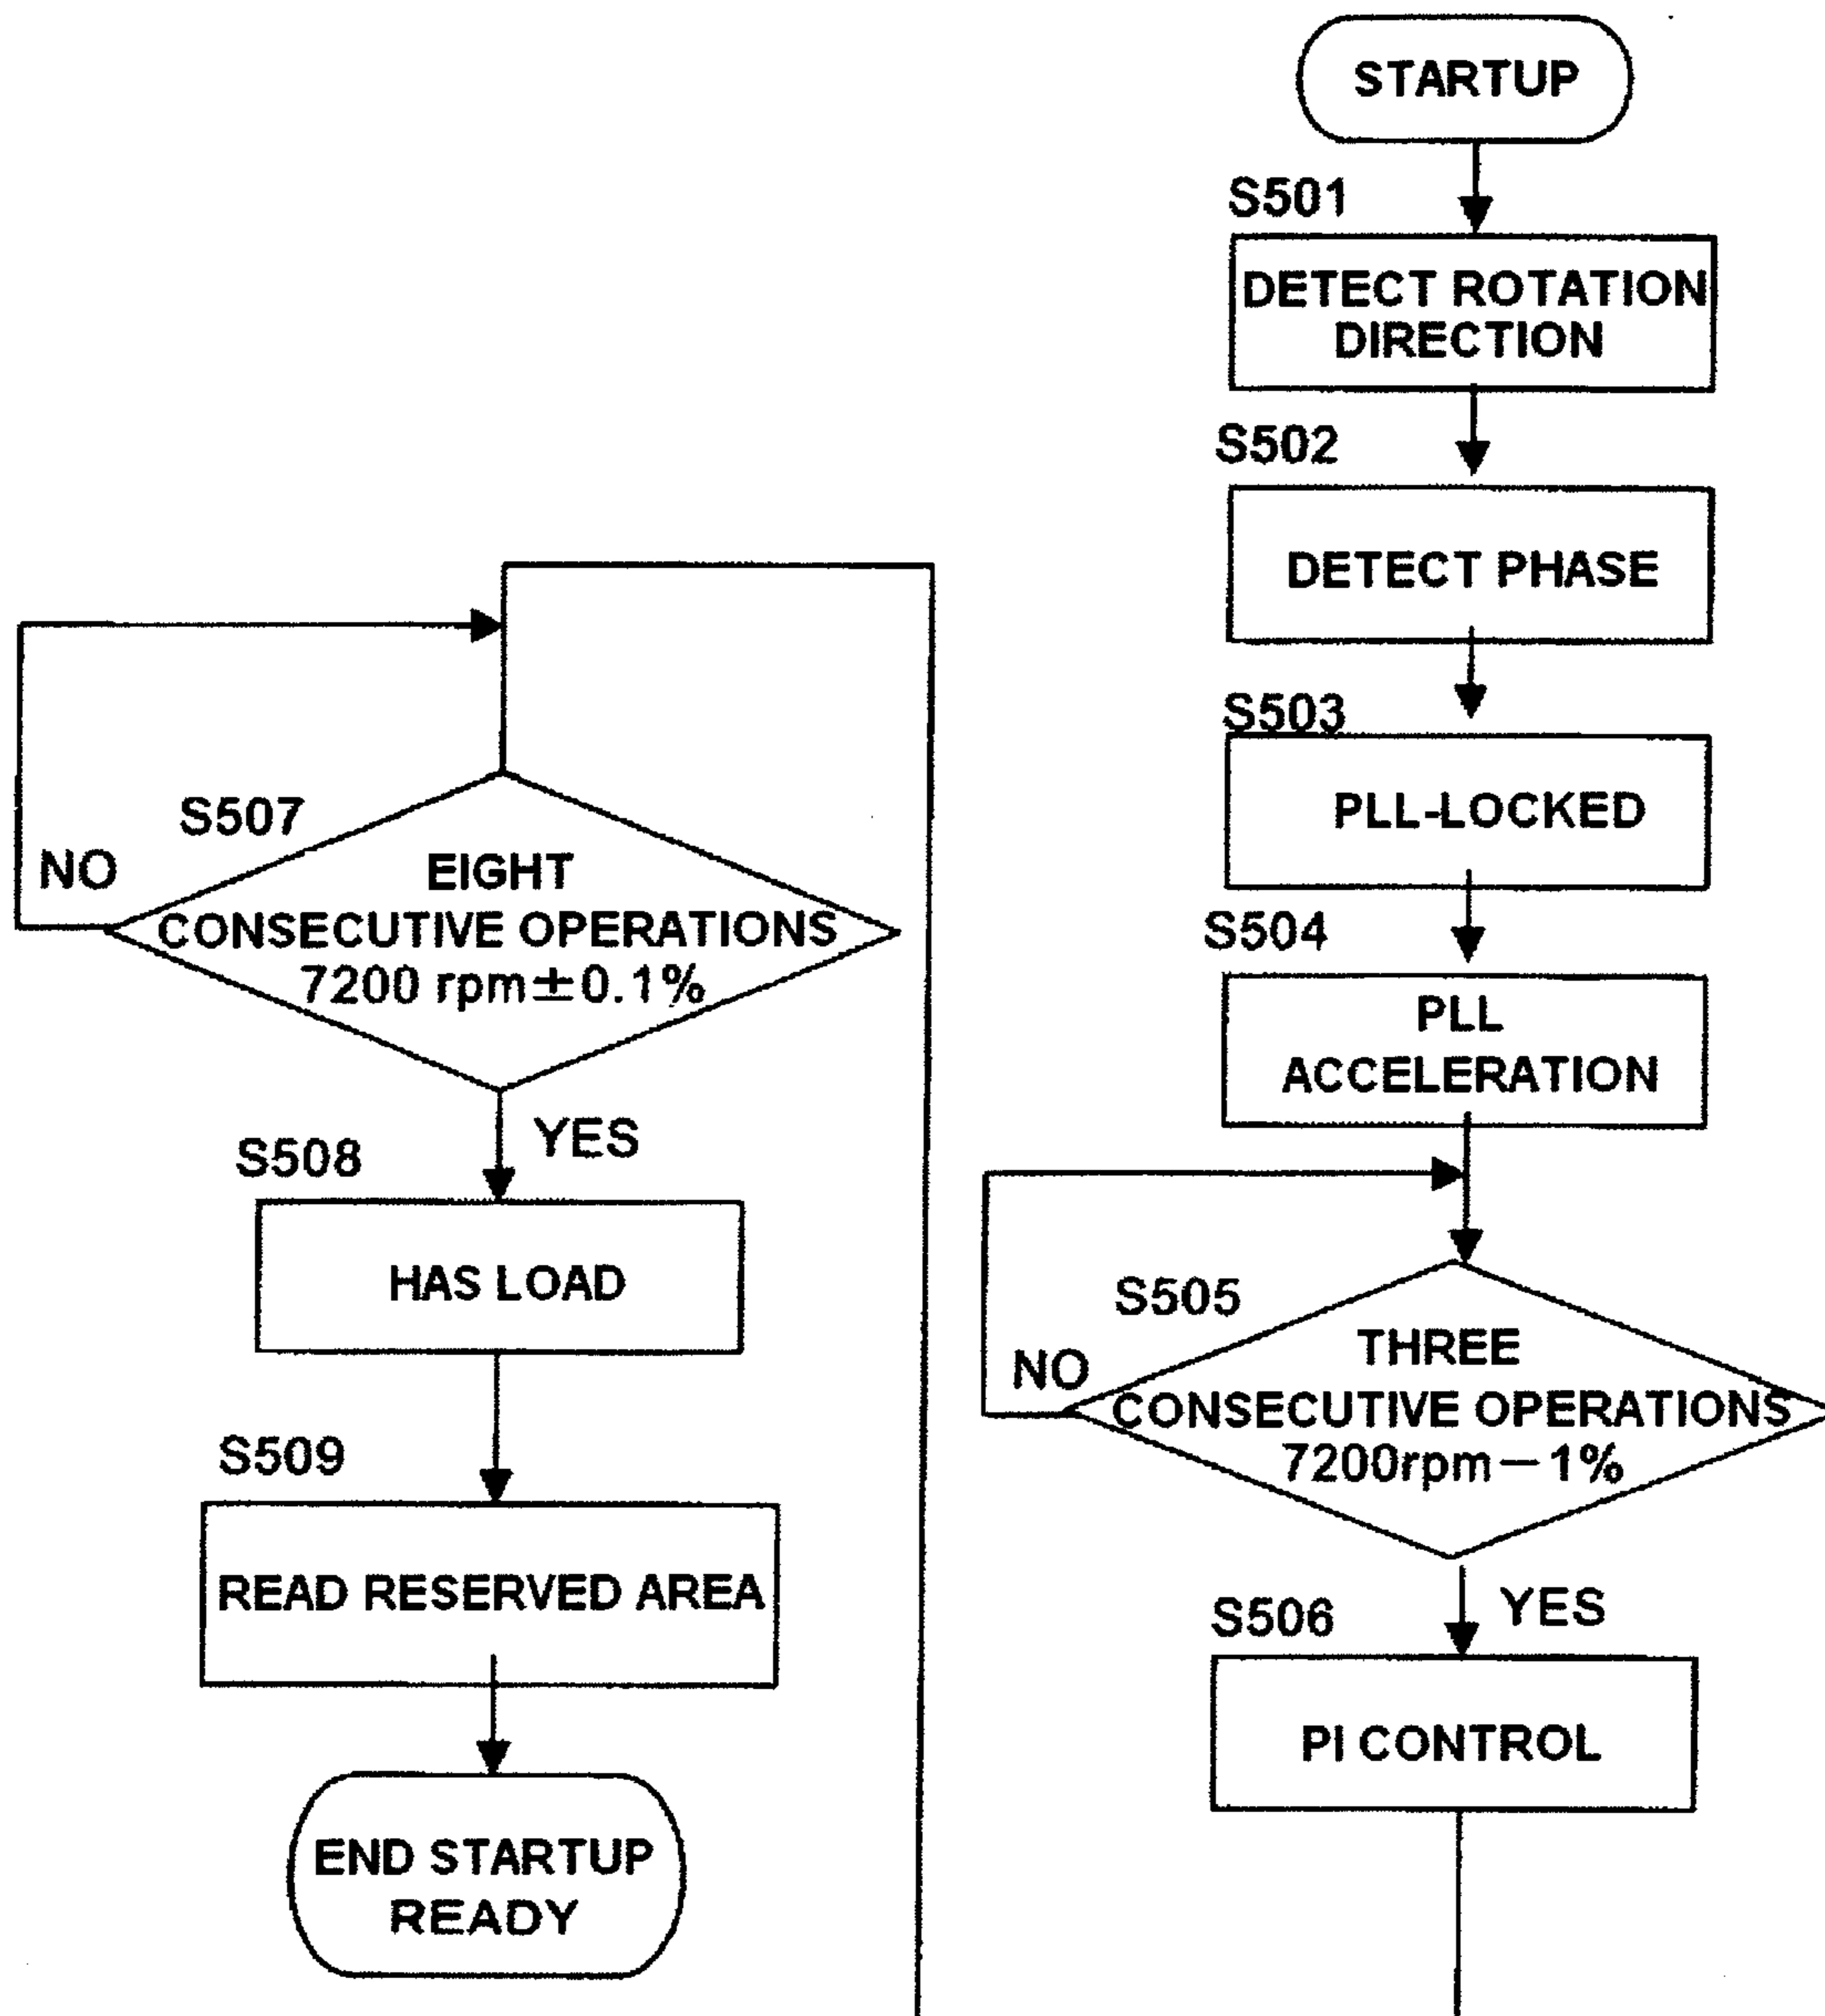 STARTUP
S501
DETECT ROTATION
DIRECTION
S502
DETECT PHASE
S503
PLL-LOCKED
S504
PLL
ACCELERATION
S505
NO
THREE
CONSECUTIVE OPERATIONS
7200rpm－1%
YES
S506
PI CONTROL
S507
NO
EIGHT
CONSECUTIVE OPERATIONS
7200 rpm±0.1%
YES
S508
HAS LOAD
S509
READ RESERVED AREA
END STARTUP
READY